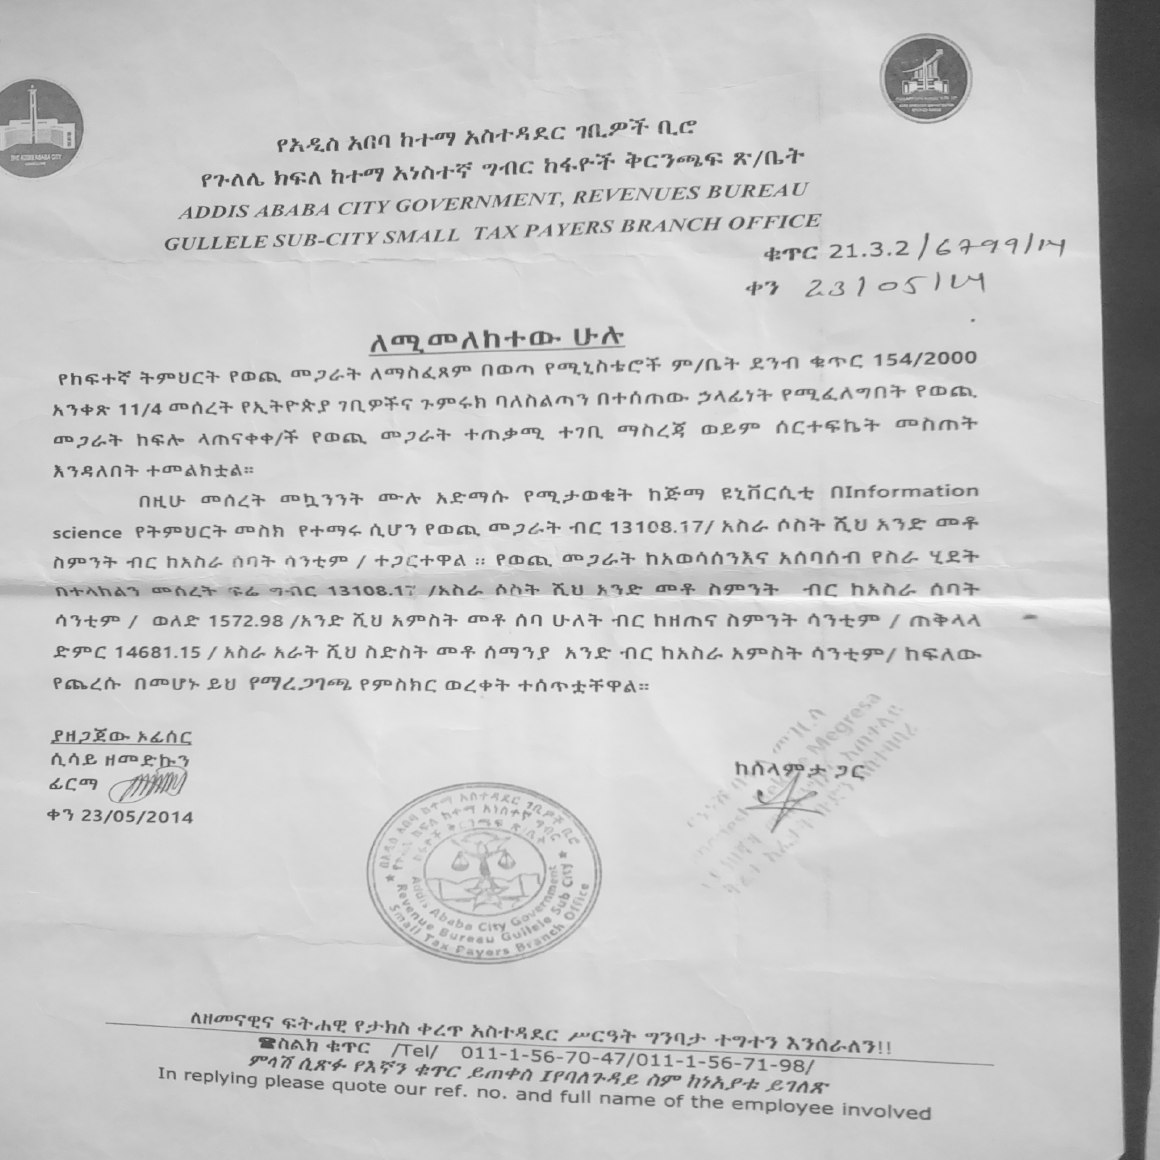 የአዲስ አበባ ከተማ አስተዳደር ገቢዎች ቢሮ
የጉለሌ ክፍለ ከተማ አነስተኛ ግብር ከፋዮች ቅርንጫፍ ጽ/ቤት
ADDIS ABABA CITY GOVERNMENT, REVENUES BUREAU
GULLELE SUB-CITY SMALL TAX PAYERS BRANCH OFFICE
ቁጥር 21.3.2/6799/14
ቀን 23/05/14
ለሚመለከተው ሁሉ
የከፍተኛ ትምህርት የወጪ መጋራት ለማስፈጸም በወጣ የሚኒስቴሮች ም/ቤት ደንብ ቁጥር 154/2000
አንቀጽ 11/4 መሰረት የኢትዮጵያ ገቢዎችና ጉምሩክ ባለስልጣን በተሰጠው ኃላፊነት የሚፈለግበት የወጪ
መጋራት ከፍሎ ላጠናቀቀ/ች የወጪ መጋራት ተጠቃሚ ተገቢ ማስረጃ ወይም ሰርተፍኬት መስጠት
እንዳለበት ተመልክቷል።
በዚሁ መሰረት መኳንንት ሙሉ አድማሱ የሚታወቁት ከጅማ ዩኒቨርሲቲ በInformation
science የትምህርት መስክ የተማሩ ሲሆን የወጪ መጋራት ብር 13108.17/ አስራ ሶስት ሺህ አንድ መቶ
ስምንት ብር ከአስራ ሰባት ሳንቲም / ተጋርተዋል ፡፡ የወጪ መጋራት ከአወሳሰንእና አሰባሰብ የስራ ሂደት
በተላከልን መሰረት ፍሬ ግብር 13108.17 /አስራ ሶስት ሺህ አንድ መቶ ስምንት ብር ከአስራ ሰባት
ሳንቲም / ወለድ 1572.98 /አንድ ሺህ አምስት መቶ ሰባ ሁለት ብር ከዘጠና ስምንት ሳንቲም / ጠቅላላ
ድምር 14681.15 / አስራ አራት ሺህ ስድስት መቶ ሰማንያ አንድ ብር ከአስራ አምስት ሳንቲም/ ከፍለው
የጨረሱ በመሆኑ ይህ የማረጋገጫ የምስክር ወረቀት ተሰጥቷቸዋል።
ያዘጋጀው ኦፊሰር
ሲሳይ ዘመድኩን
ፊርማ
ቀን 23/05/2014
ከሰላምታ ጋር
Addis Ababa City Government
Revenue Bureau Gullele Sub City
Small Tax Payers Branch Office
ለዘመናዊና ፍትሐዊ የታክስ ቀረጥ አስተዳደር ሥርዓት ግንባታ ተግተን እንሰራለን!!
☎ስልክ ቁጥር /Tel/ 011-1-56-70-47/011-1-56-71-98/
ምላሽ ሲጽፉ የእኛን ቁጥር ይጠቀስ የባለጉዳይ ስም ከነአያቱ ይገለጽ
In replying please quote our ref. no. and full name of the employee involved